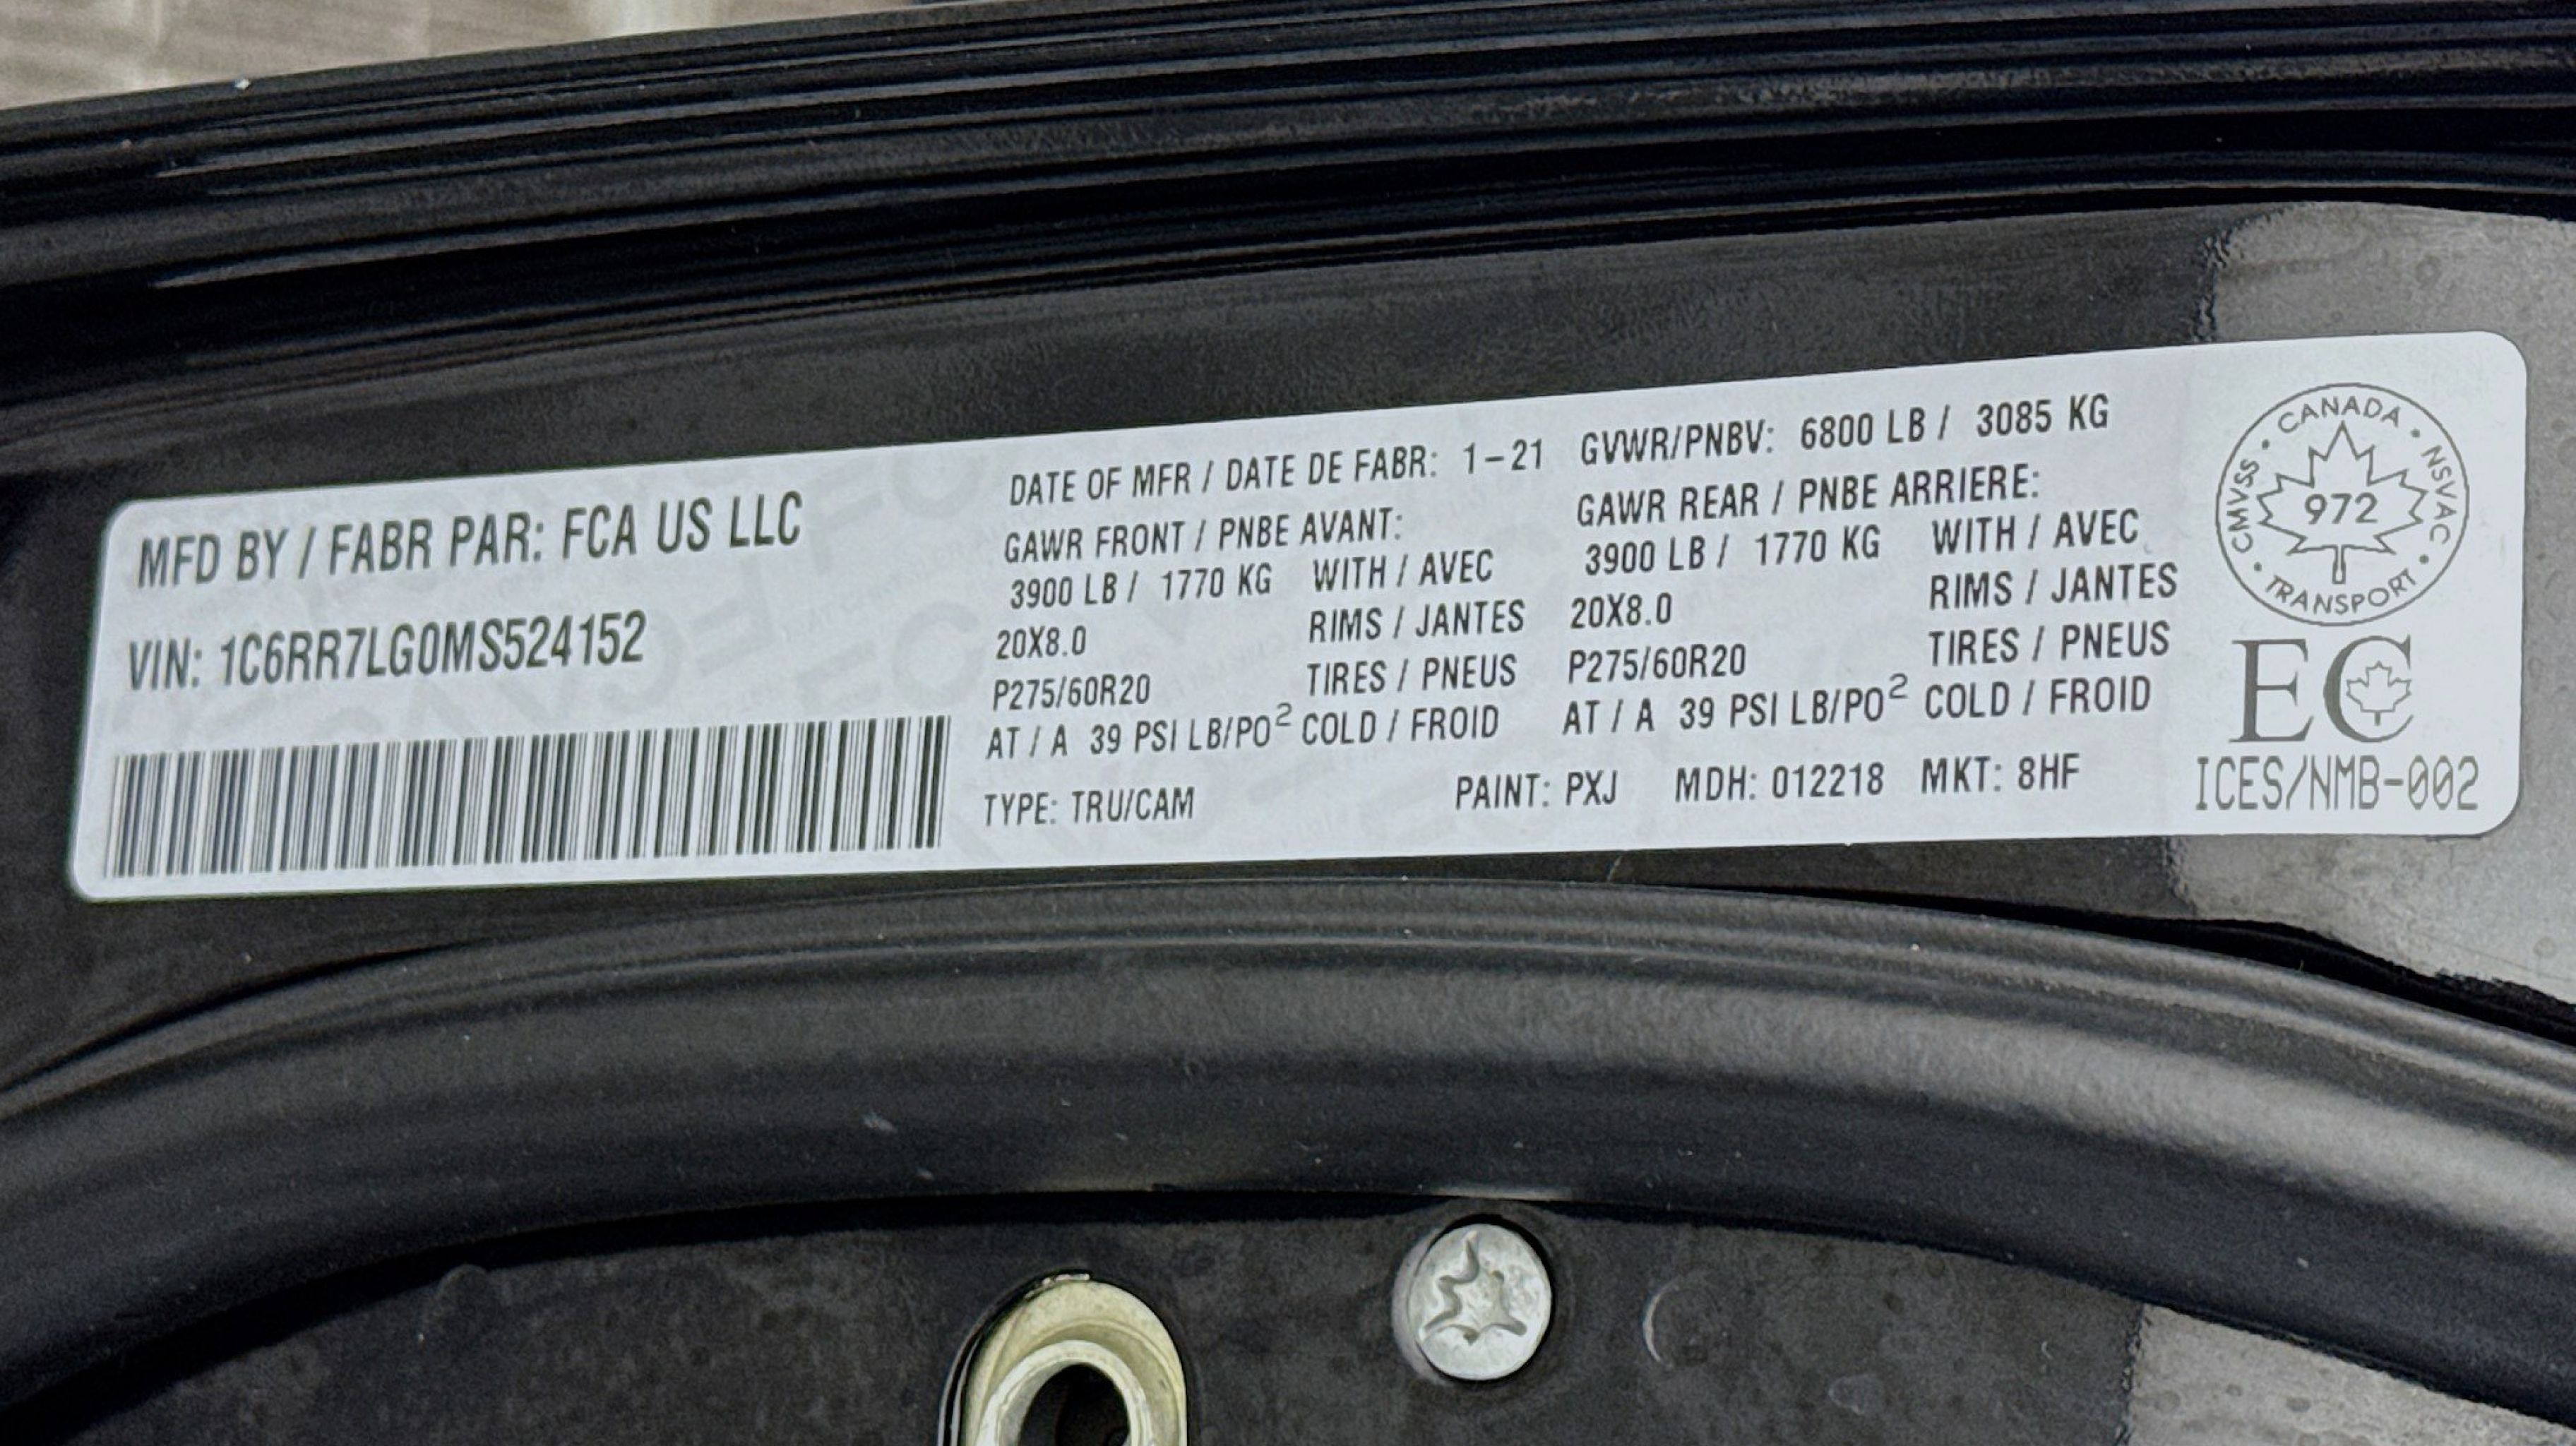 MFD BY / FABR PAR: FCA US LLC
VIN: 1C6RR7LG0MS524152
DATE OF MFR / DATE DE FABR: 1-21 GVWR/PNBV: 6800 LB / 3085 KG
GAWR FRONT / PNBE AVANT: GAWR REAR / PNBE ARRIERE:
3900 LB / 1770 KG WITH / AVEC 3900 LB / 1770 KG WITH / AVEC
20X8.0 RIMS / JANTES 20X8.0 RIMS / JANTES
P275/60R20 TIRES / PNEUS P275/60R20 TIRES / PNEUS
AT / A 39 PSI LB/PO² COLD / FROID AT / A 39 PSI LB/PO² COLD / FROID
TYPE: TRU/CAM PAINT: PXJ MDH: 012218 MKT: 8HF
CANADA • NSVAC • TRANSPORT • CMVSS •
972
EC
ICES/NMB-002